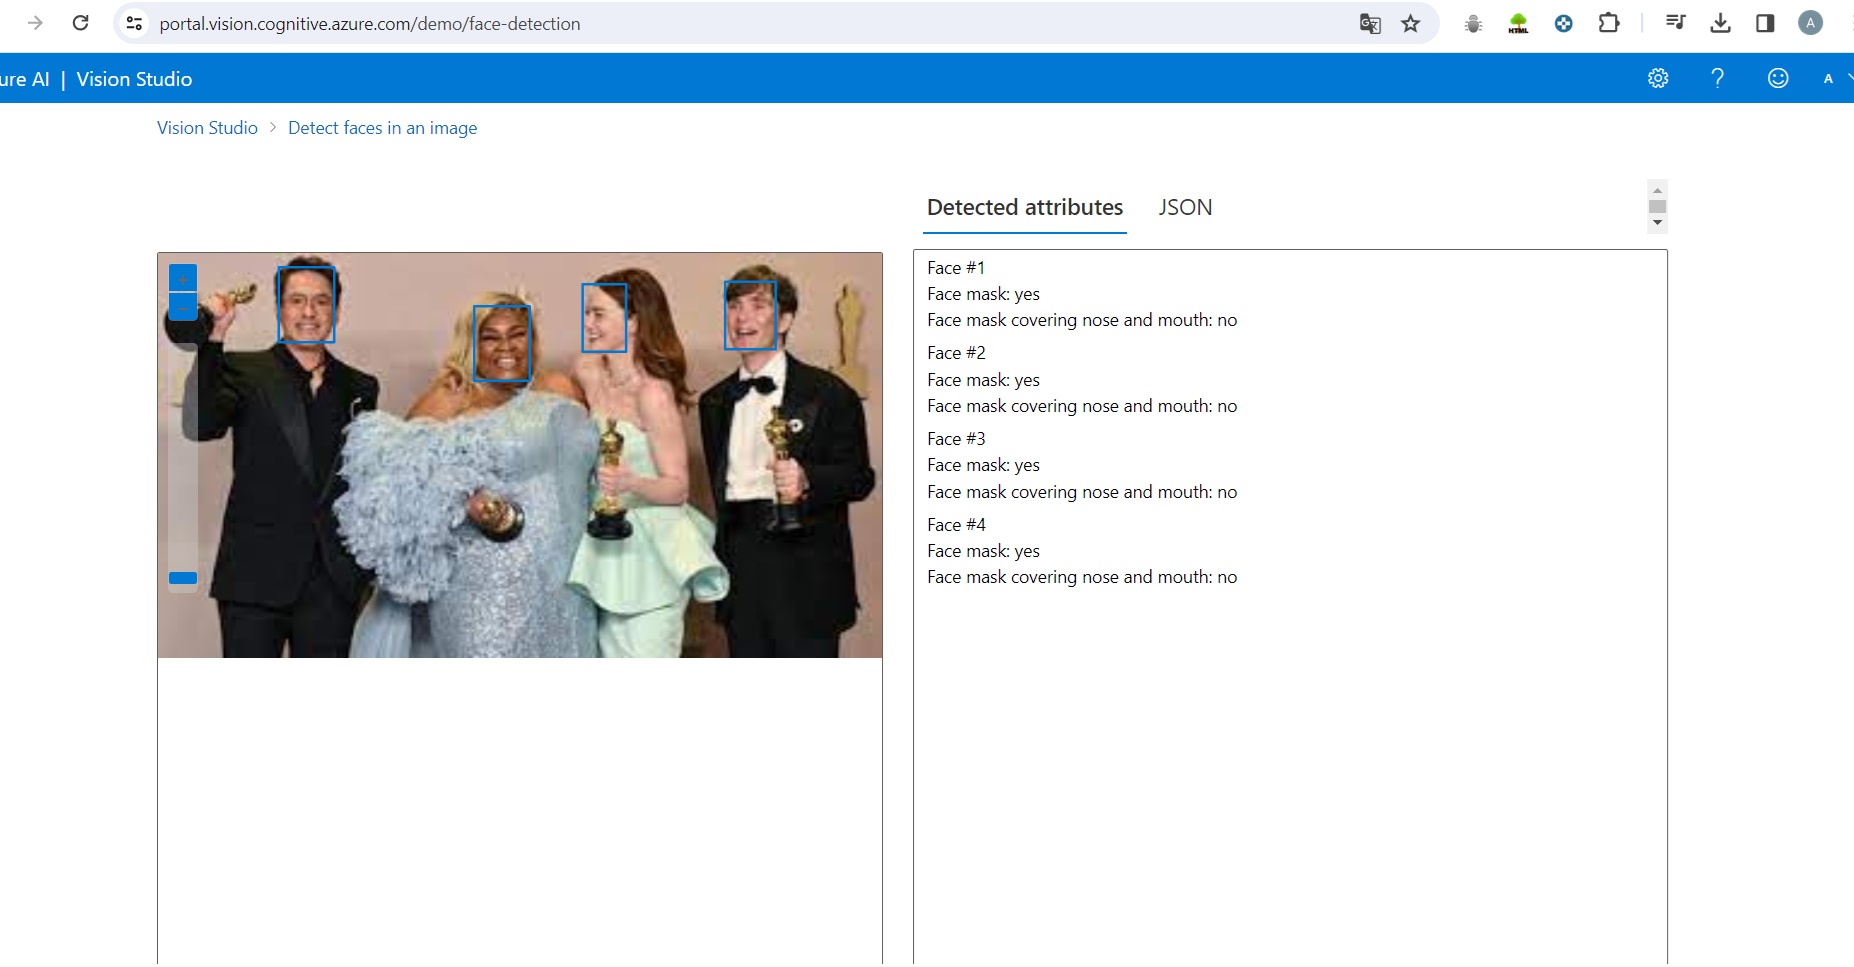 portal.vision.cognitive.azure.com/demo/face-detection
HTML
A
ure AI | Vision Studio
A
Vision Studio > Detect faces in an image
Detected attributes JSON
Face #1
Face mask: yes
Face mask covering nose and mouth: no
Face #2
Face mask: yes
Face mask covering nose and mouth: no
Face #3
Face mask: yes
Face mask covering nose and mouth: no
Face #4
Face mask: yes
Face mask covering nose and mouth: no